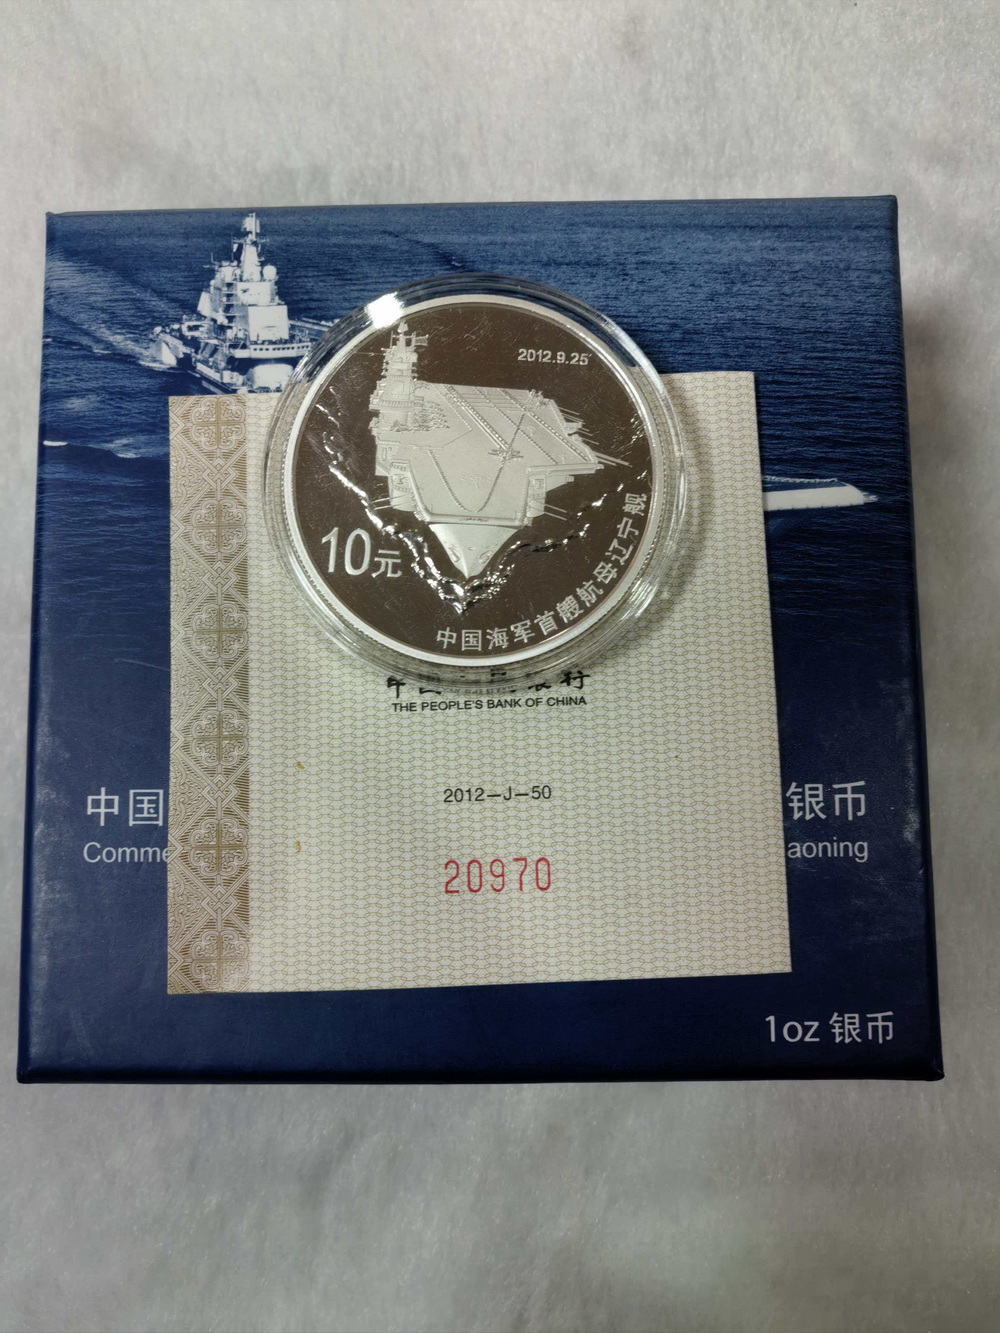 2012.9.25
10元
中国海军首艘航母辽宁舰
THE PEOPLE'S BANK OF CHINA
2012-J-50
20970
中国
银币
Comme
aoning
1oz 银币